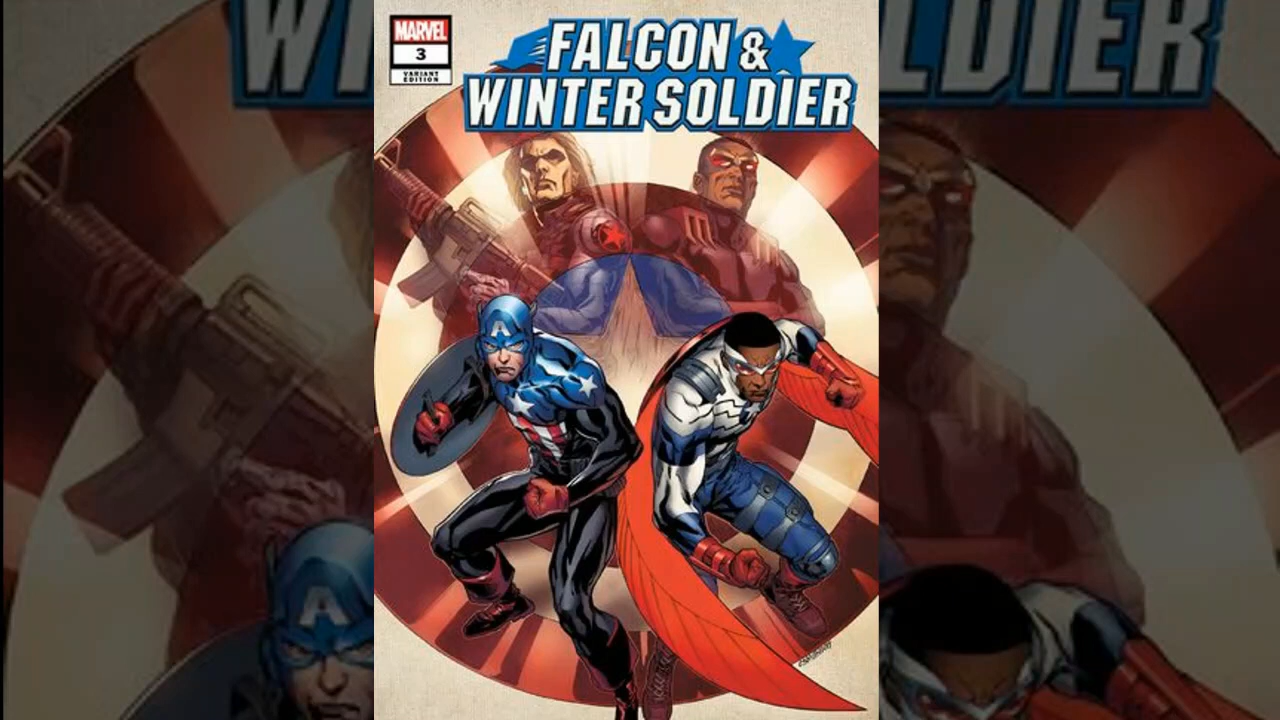 MARVEL
3
VARIANT
EDITION
FALCON &
WINTER SOLDIER